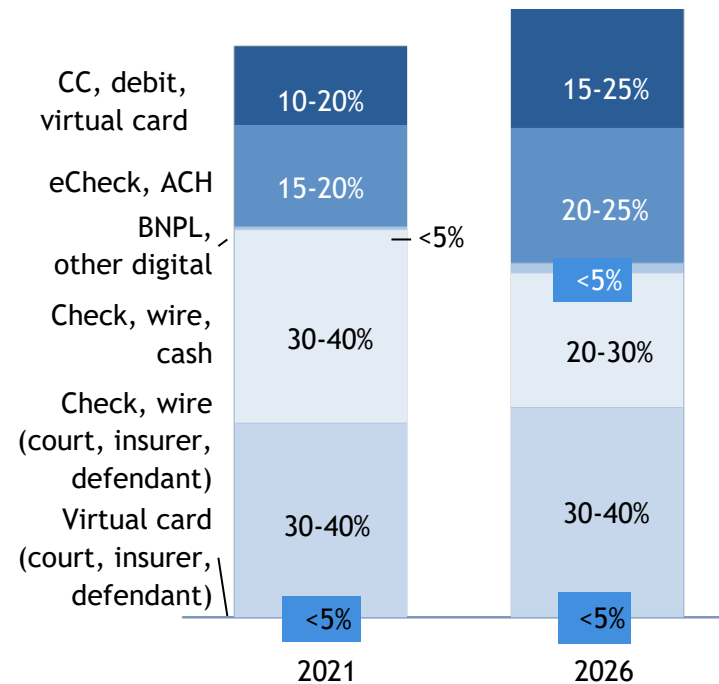 CC, debit,
virtual card
10-20%
15-25%
eCheck, ACH
15-20%
20-25%
BNPL,
other digital
<5%
<5%
Check, wire,
cash
30-40%
20-30%
Check, wire
(court, insurer,
defendant)
30-40%
30-40%
Virtual card
(court, insurer,
defendant)
<5%
<5%
2021
2026